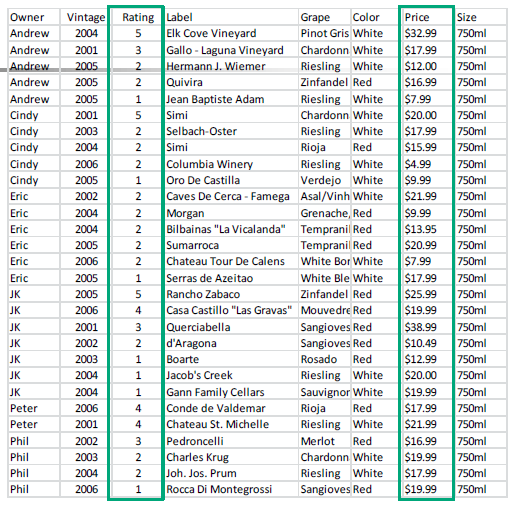 Owner Vintage Rating Label Grape Color Price Size
Andrew 2004 5 Elk Cove Vineyard Pinot Gris White $32.99 750ml
Andrew 2001 3 Gallo - Laguna Vineyard Chardonn White $17.99 750ml
Andrew 2005 2 Hermann J. Wiemer Riesling White $12.00 750ml
Andrew 2005 2 Quivira Zinfandel Red $16.99 750ml
Andrew 2005 1 Jean Baptiste Adam Riesling White $7.99 750ml
Cindy 2001 5 Simi Chardonn White $20.00 750ml
Cindy 2003 2 Selbach-Oster Riesling White $17.99 750ml
Cindy 2004 2 Simi Rioja Red $15.99 750ml
Cindy 2006 2 Columbia Winery Riesling White $4.99 750ml
Cindy 2005 1 Oro De Castilla Verdejo White $9.99 750ml
Eric 2002 2 Caves De Cerca - Famega Asal/Vinh White $21.99 750ml
Eric 2004 2 Morgan Grenache, Red $9.99 750ml
Eric 2004 2 Bilbainas "La Vicalanda" Tempranil Red $13.95 750ml
Eric 2005 2 Sumarroca Tempranil Red $20.99 750ml
Eric 2006 2 Chateau Tour De Calens White Bor White $7.99 750ml
Eric 2005 1 Serras de Azeitao White Ble White $17.99 750ml
JK 2005 5 Rancho Zabaco Zinfandel Red $25.99 750ml
JK 2006 4 Casa Castillo "Las Gravas" Mouvedre Red $19.99 750ml
JK 2001 3 Querciabella Sangioves Red $38.99 750ml
JK 2002 2 d'Aragona Sangioves Red $10.49 750ml
JK 2003 1 Boarte Rosado Red $12.99 750ml
JK 2004 1 Jacob's Creek Riesling White $20.00 750ml
JK 2004 1 Gann Family Cellars Sauvignor White $19.99 750ml
Peter 2006 4 Conde de Valdemar Rioja Red $17.99 750ml
Peter 2001 4 Chateau St. Michelle Riesling White $21.99 750ml
Phil 2002 3 Pedroncelli Merlot Red $16.99 750ml
Phil 2003 2 Charles Krug Chardonn White $19.99 750ml
Phil 2004 2 Joh. Jos. Prum Riesling White $17.99 750ml
Phil 2006 1 Rocca Di Montegrossi Sangioves Red $19.99 750ml